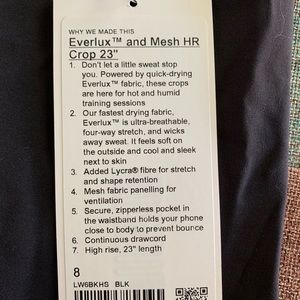 WHY WE MADE THIS
Everlux™ and Mesh HR
Crop 23"
1. Don't let a little sweat stop
you. Powered by quick-drying
Everlux™ fabric, these crops
are here for hot and humid
training sessions
2. Our fastest drying fabric,
Everlux™ is ultra-breathable,
four-way stretch, and wicks
away sweat. It feels soft on
the outside and cool and sleek
next to skin
3. Added Lycra® fibre for stretch
and shape retention
4. Mesh fabric panelling for
ventilation
5. Secure, zipperless pocket in
the waistband holds your phone
close to body to prevent bounce
6. Continuous drawcord
7. High rise, 23" length
8
LW6BKHS BLK